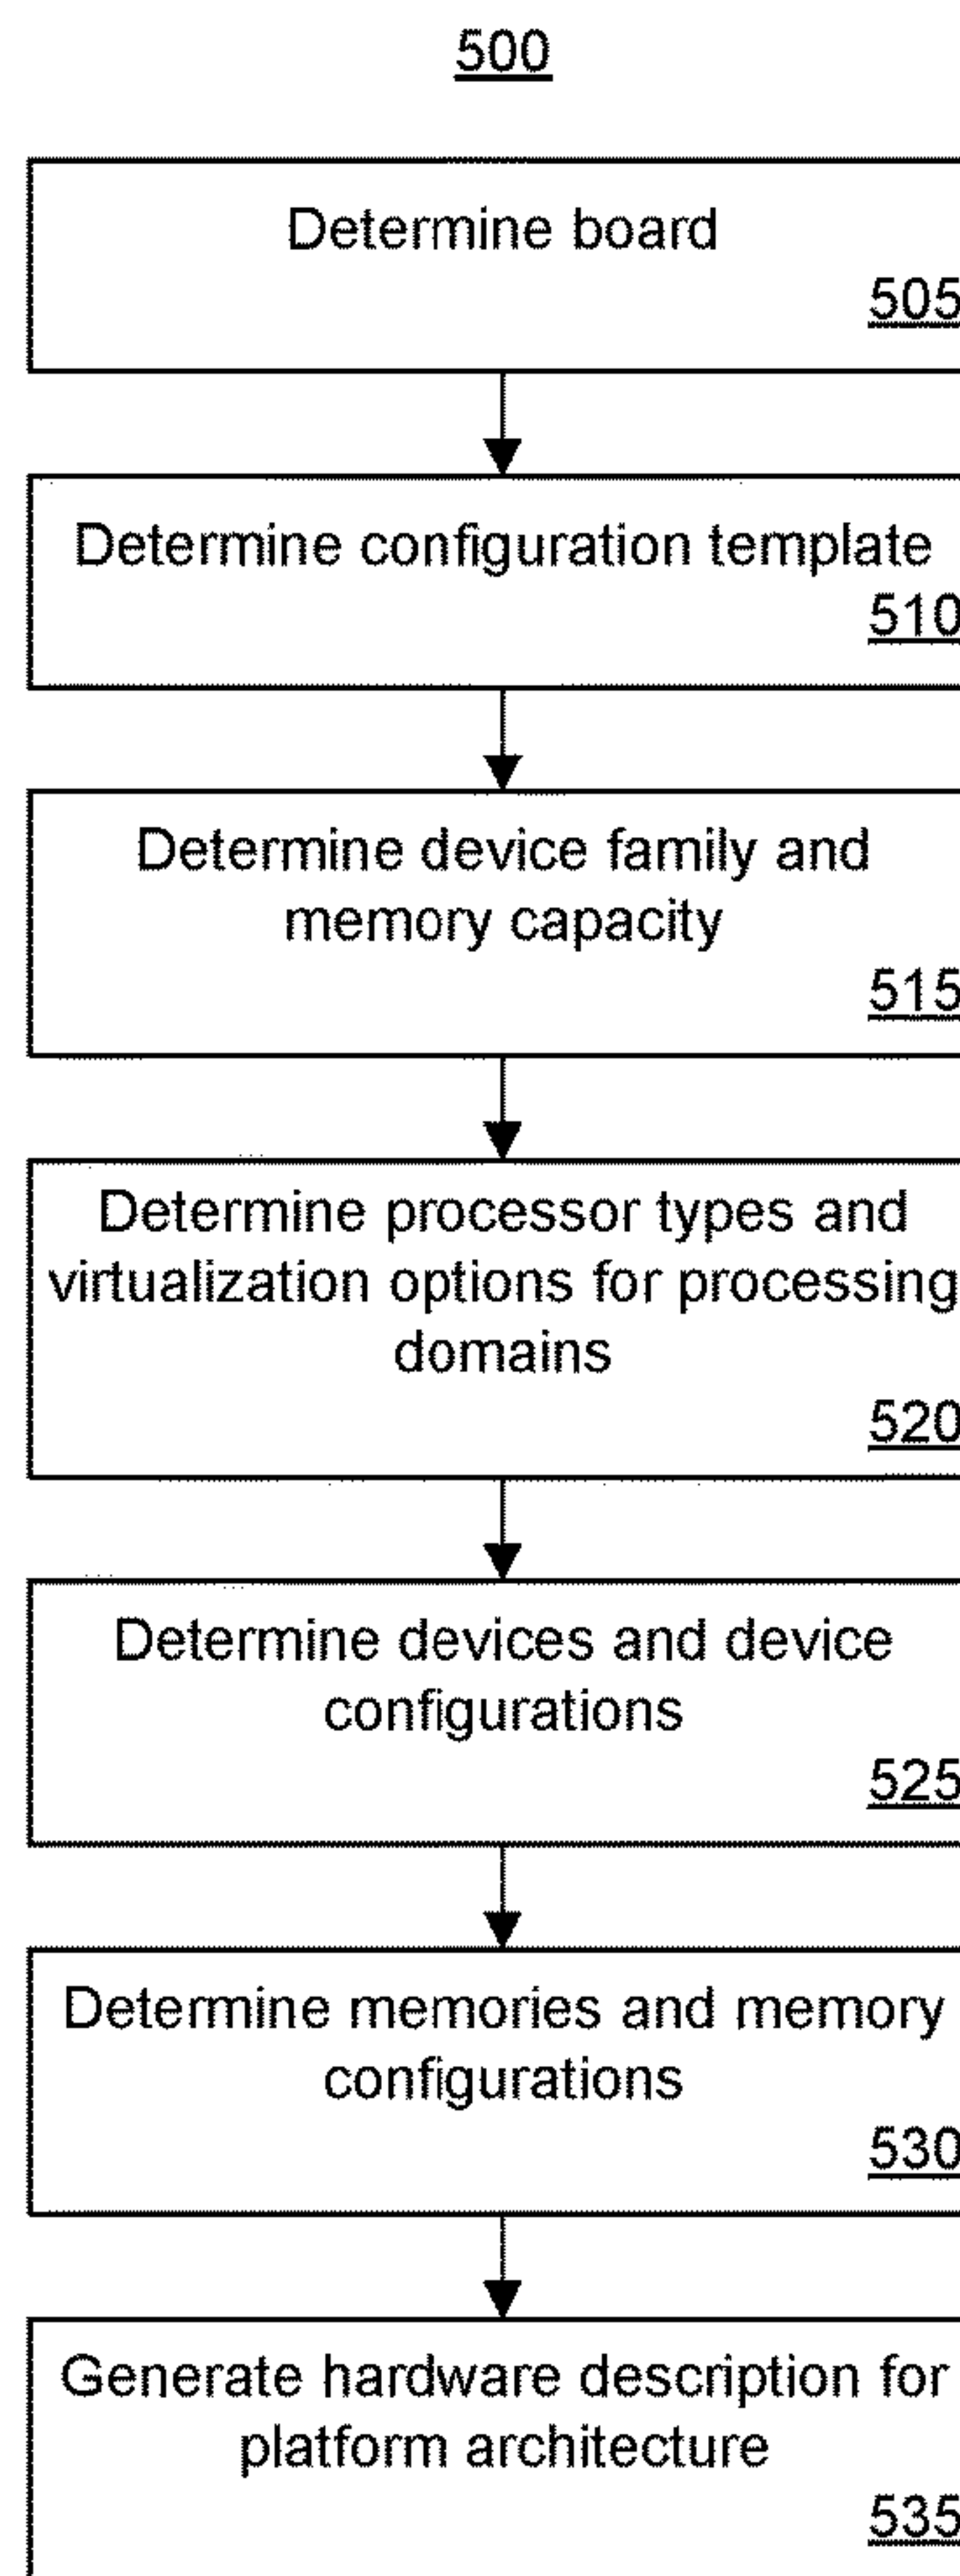 500
Determine board
505
Determine configuration template
510
Determine device family and
memory capacity
515
Determine processor types and
virtualization options for processing
domains
520
Determine devices and device
configurations
525
Determine memories and memory
configurations
530
Generate hardware description for
platform architecture
535